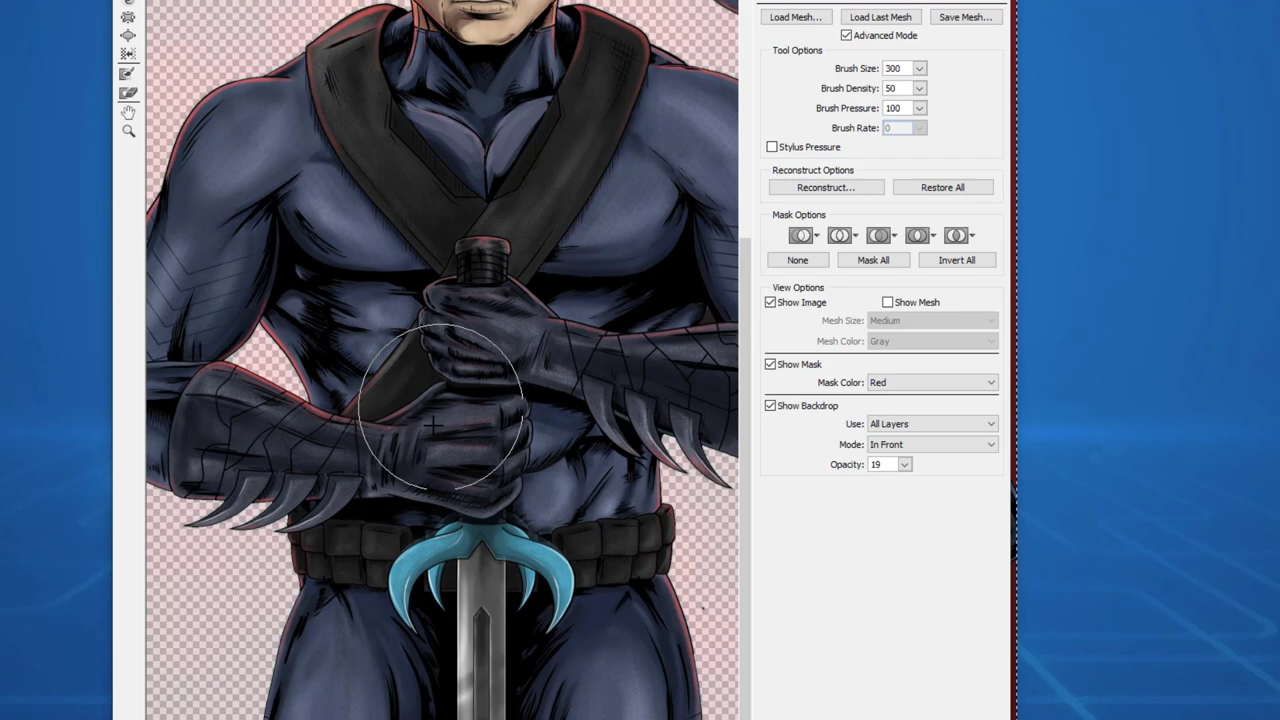 Load Mesh... Load Last Mesh Save Mesh...
Advanced Mode
Tool Options
Brush Size: 300
Brush Density: 50
Brush Pressure: 100
Brush Rate: 0
Stylus Pressure
Reconstruct Options
Reconstruct... Restore All
Mask Options
None Mask All Invert All
View Options
Show Image Show Mesh
Mesh Size: Medium
Mesh Color: Gray
Show Mask
Mask Color: Red
Show Backdrop
Use: All Layers
Mode: In Front
Opacity: 19